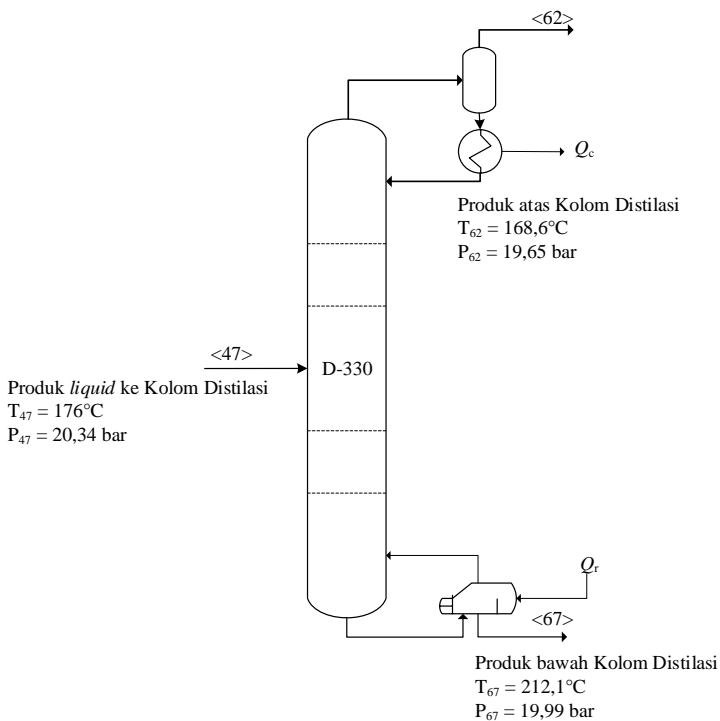 <62>
Qc
Produk atas Kolom Distilasi
T62 = 168,6°C
P62 = 19,65 bar
<47>
D-330
Produk liquid ke Kolom Distilasi
T47 = 176°C
P47 = 20,34 bar
Qr
<67>
Produk bawah Kolom Distilasi
T67 = 212,1°C
P67 = 19,99 bar